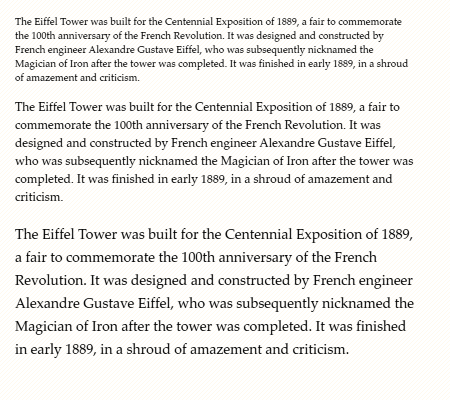 The Eiffel Tower was built for the Centennial Exposition of 1889, a fair to commemorate
the 100th anniversary of the French Revolution. It was designed and constructed by
French engineer Alexandre Gustave Eiffel, who was subsequently nicknamed the
Magician of Iron after the tower was completed. It was finished in early 1889, in a shroud
of amazement and criticism.
The Eiffel Tower was built for the Centennial Exposition of 1889, a fair to
commemorate the 100th anniversary of the French Revolution. It was
designed and constructed by French engineer Alexandre Gustave Eiffel,
who was subsequently nicknamed the Magician of Iron after the tower was
completed. It was finished in early 1889, in a shroud of amazement and
criticism.
The Eiffel Tower was built for the Centennial Exposition of 1889,
a fair to commemorate the 100th anniversary of the French
Revolution. It was designed and constructed by French engineer
Alexandre Gustave Eiffel, who was subsequently nicknamed the
Magician of Iron after the tower was completed. It was finished
in early 1889, in a shroud of amazement and criticism.